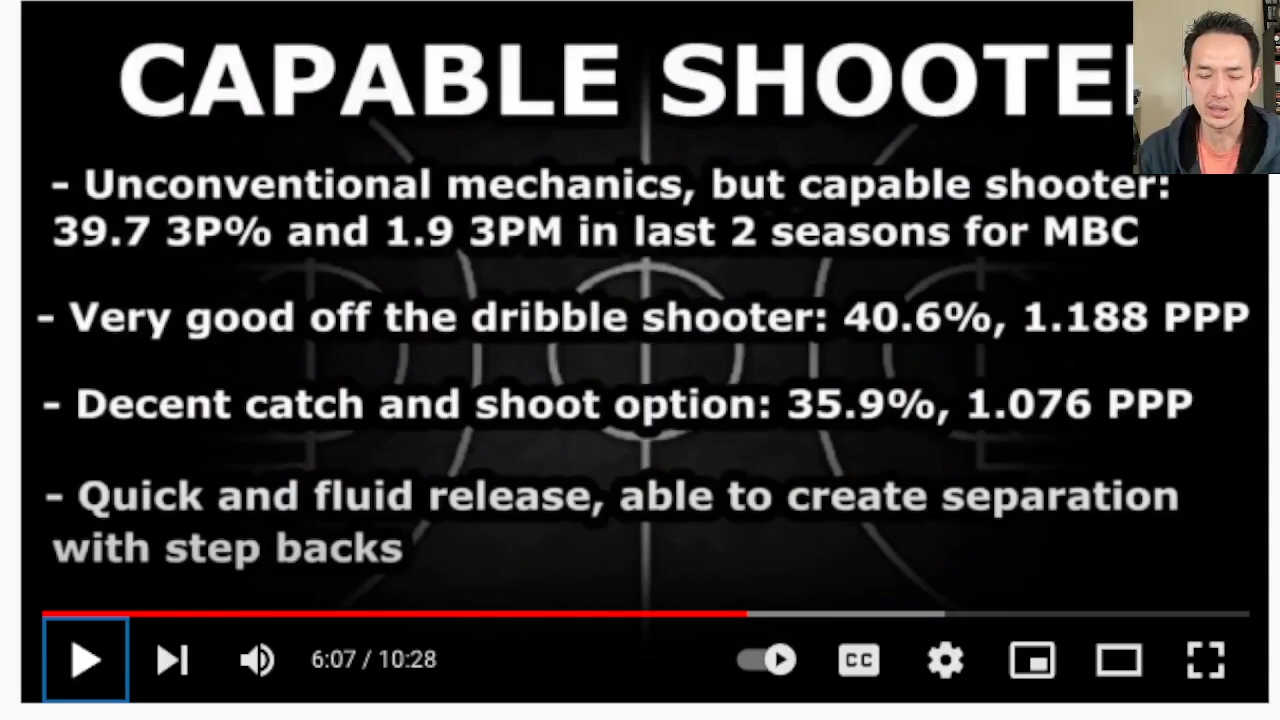 CAPABLE SHOOTE
- Unconventional mechanics, but capable shooter:
39.7 3P% and 1.9 3PM in last 2 seasons for MBC
- Very good off the dribble shooter: 40.6%, 1.188 PPP
- Decent catch and shoot option: 35.9%, 1.076 PPP
- Quick and fluid release, able to create separation
with step backs
6:07 / 10:28
CC